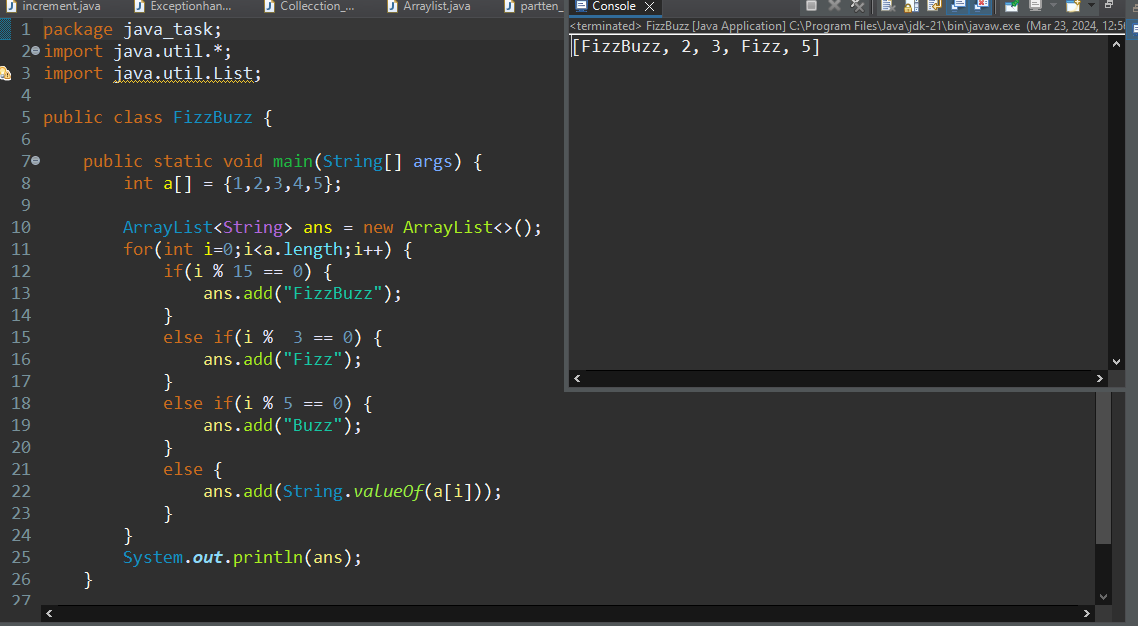 increment.java Exceptionhan... Collecction_... Arraylist.java partten_
1 package java_task;
2 import java.util.*;
3 import java.util.List;
4
5 public class FizzBuzz {
6
7 public static void main(String[] args) {
8 int a[] = {1,2,3,4,5};
9
10 ArrayList<String> ans = new ArrayList<>();
11 for(int i=0;i<a.length;i++) {
12 if(i % 15 == 0) {
13 ans.add("FizzBuzz");
14 }
15 else if(i %  3 == 0) {
16 ans.add("Fizz");
17 }
18 else if(i % 5 == 0) {
19 ans.add("Buzz");
20 }
21 else {
22 ans.add(String.valueOf(a[i]));
23 }
24 }
25 System.out.println(ans);
26 }
27
Console
<terminated> FizzBuzz [Java Application] C:\Program Files\Java\jdk-21\bin\javaw.exe (Mar 23, 2024, 12:56
[FizzBuzz, 2, 3, Fizz, 5]